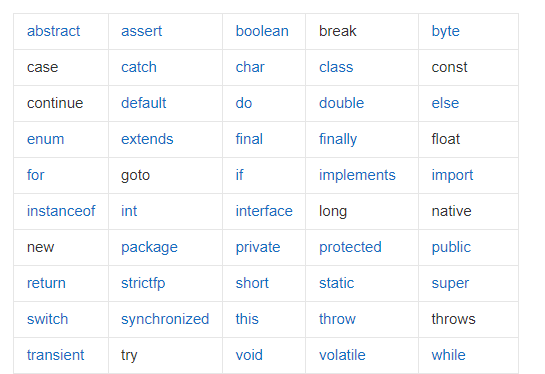 abstract assert boolean break byte
case catch char class const
continue default do double else
enum extends final finally float
for goto if implements import
instanceof int interface long native
new package private protected public
return strictfp short static super
switch synchronized this throw throws
transient try void volatile while